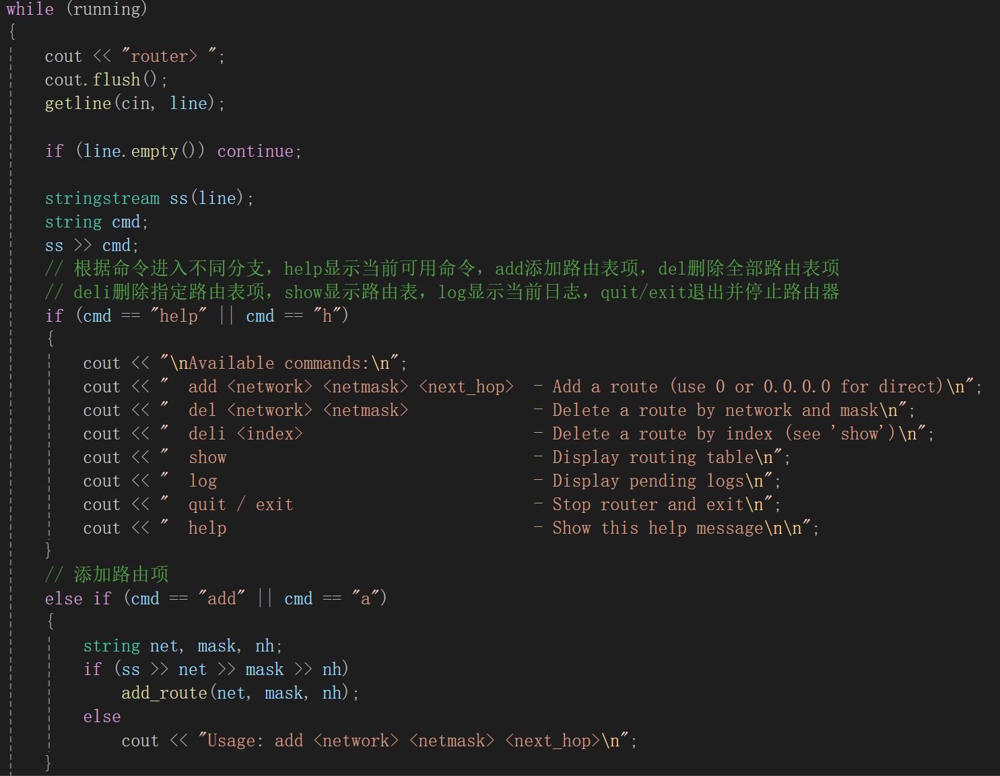 while (running)
{
    cout << "router> ";
    cout.flush();
    getline(cin, line);

    if (line.empty()) continue;

    stringstream ss(line);
    string cmd;
    ss >> cmd;
    // 根据命令进入不同分支，help显示当前可用命令，add添加路由表项，del删除全部路由表项
    // deli删除指定路由表项，show显示路由表，log显示当前日志，quit/exit退出并停止路由器
    if (cmd == "help" || cmd == "h")
    {
        cout << "\nAvailable commands:\n";
        cout << "  add <network> <netmask> <next_hop>  - Add a route (use 0 or 0.0.0.0 for direct)\n";
        cout << "  del <network> <netmask>             - Delete a route by network and mask\n";
        cout << "  deli <index>                        - Delete a route by index (see 'show')\n";
        cout << "  show                                - Display routing table\n";
        cout << "  log                                 - Display pending logs\n";
        cout << "  quit / exit                         - Stop router and exit\n";
        cout << "  help                                - Show this help message\n\n";
    }
    // 添加路由项
    else if (cmd == "add" || cmd == "a")
    {
        string net, mask, nh;
        if (ss >> net >> mask >> nh)
            add_route(net, mask, nh);
        else
            cout << "Usage: add <network> <netmask> <next_hop>\n";
    }